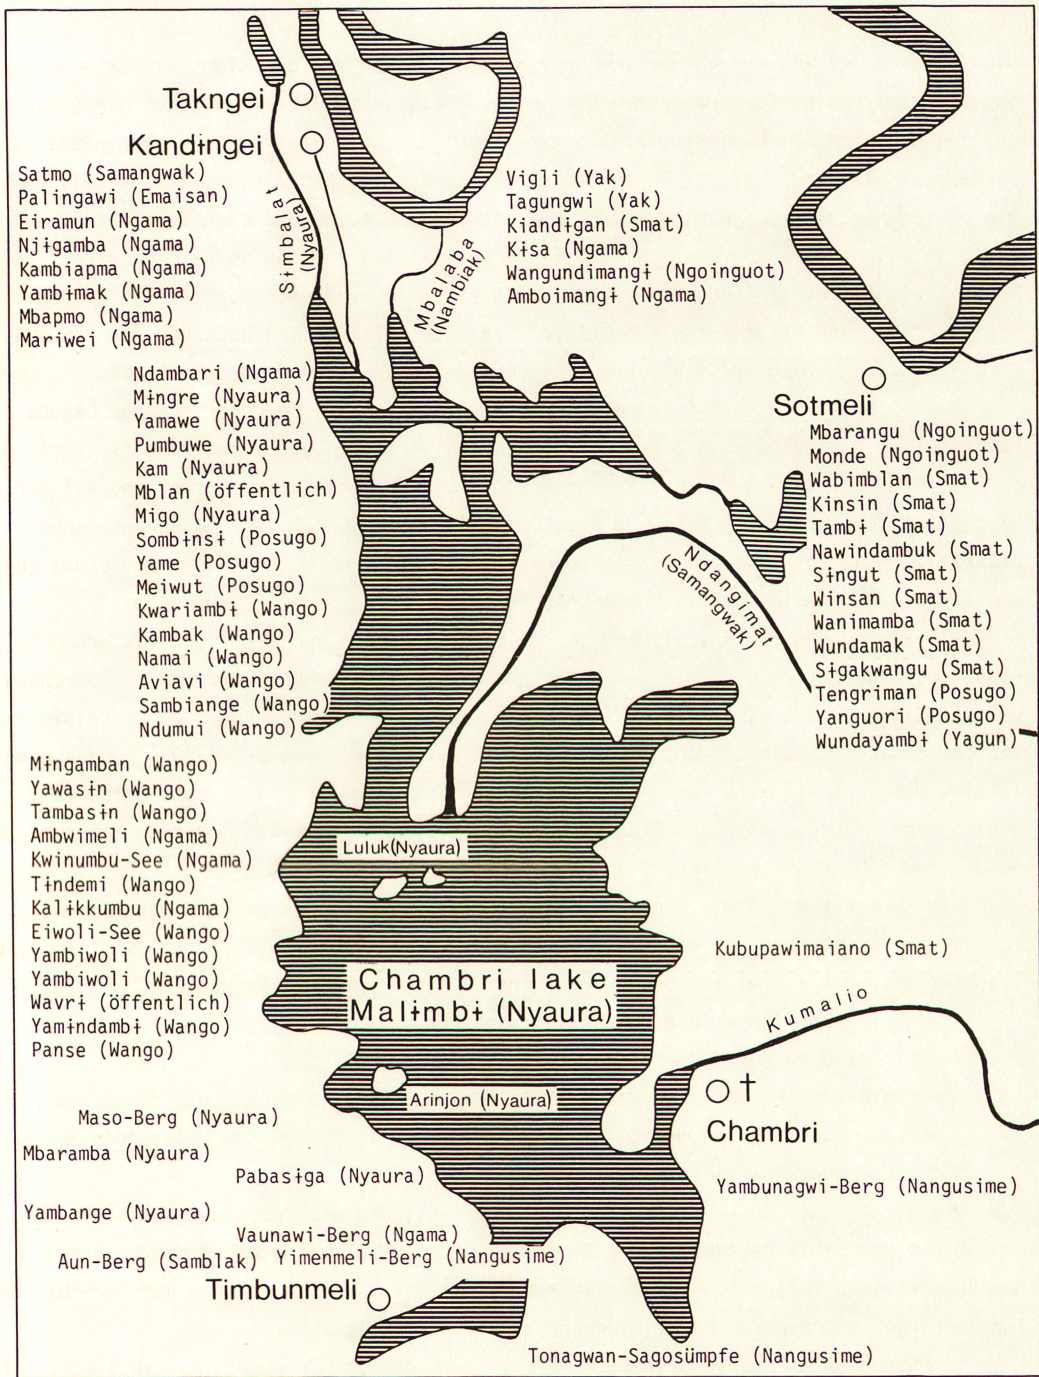 Takngei
Kandɨngei
Satmo (Samangwak)
Palingawi (Emaisan)
Eiramun (Ngama)
Njɨgamba (Ngama)
Kambiapma (Ngama)
Yambɨmak (Ngama)
Mbapmo (Ngama)
Mariwei (Ngama)
Sɨmbalat
(Nyaura)
Mbalaba
(Nambiak)
Vigli (Yak)
Tagungwi (Yak)
Kiandɨgan (Smat)
Kɨsa (Ngama)
Wangundimangɨ (Ngoinguot)
Amboimangɨ (Ngama)
Ndambari (Ngama)
Mɨngre (Nyaura)
Yamawe (Nyaura)
Pumbuwe (Nyaura)
Kam (Nyaura)
Mblan (öffentlich)
Migo (Nyaura)
Sombɨnsɨ (Posugo)
Yame (Posugo)
Meiwut (Posugo)
Kwariambɨ (Wango)
Kambak (Wango)
Namai (Wango)
Aviavi (Wango)
Sambiange (Wango)
Ndumui (Wango)
Sotmeli
Mbarangu (Ngoinguot)
Monde (Ngoinguot)
Wabimblan (Smat)
Kinsin (Smat)
Tambɨ (Smat)
Nawindambuk (Smat)
Sɨngut (Smat)
Winsan (Smat)
Wanimamba (Smat)
Wundamak (Smat)
Sɨgakwangu (Smat)
Tengriman (Posugo)
Yanguori (Posugo)
Wundayambɨ (Yagun)
Ndangimat
(Samangwak)
Mɨngamban (Wango)
Yawasɨn (Wango)
Tambasɨn (Wango)
Ambwimeli (Ngama)
Kwinumbu-See (Ngama)
Tɨndemi (Wango)
Kalɨkkumbu (Ngama)
Eiwoli-See (Wango)
Yambiwoli (Wango)
Yambiwoli (Wango)
Wavrɨ (öffentlich)
Yamɨndambɨ (Wango)
Panse (Wango)
Luluk(Nyaura)
Chambri lake
Malɨmbɨ (Nyaura)
Kubupawimaiano (Smat)
Kumalio
Arinjon (Nyaura)
Chambri
Maso-Berg (Nyaura)
Mbaramba (Nyaura)
Pabasɨga (Nyaura)
Yambunagwi-Berg (Nangusime)
Yambange (Nyaura)
Vaunawi-Berg (Ngama)
Aun-Berg (Samblak)
Yimenmeli-Berg (Nangusime)
Timbunmeli
Tonagwan-Sagosümpfe (Nangusime)